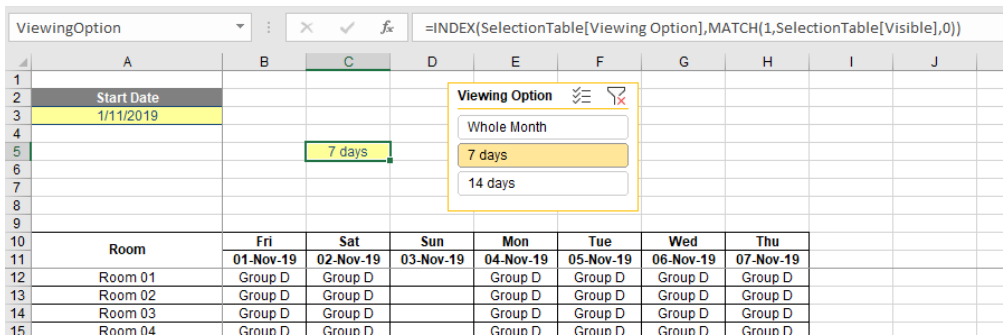 ViewingOption fx =INDEX(SelectionTable[Viewing Option],MATCH(1,SelectionTable[Visible],0))
A B C D E F G H I J
1
2 Start Date Viewing Option
3 1/11/2019
4 Whole Month
5 7 days 7 days
6
7 14 days
8
9
10 Room Fri Sat Sun Mon Tue Wed Thu
11 01-Nov-19 02-Nov-19 03-Nov-19 04-Nov-19 05-Nov-19 06-Nov-19 07-Nov-19
12 Room 01 Group D Group D Group D Group D Group D Group D
13 Room 02 Group D Group D Group D Group D Group D Group D
14 Room 03 Group D Group D Group D Group D Group D Group D
15 Room 04 Group D Group D Group D Group D Group D Group D